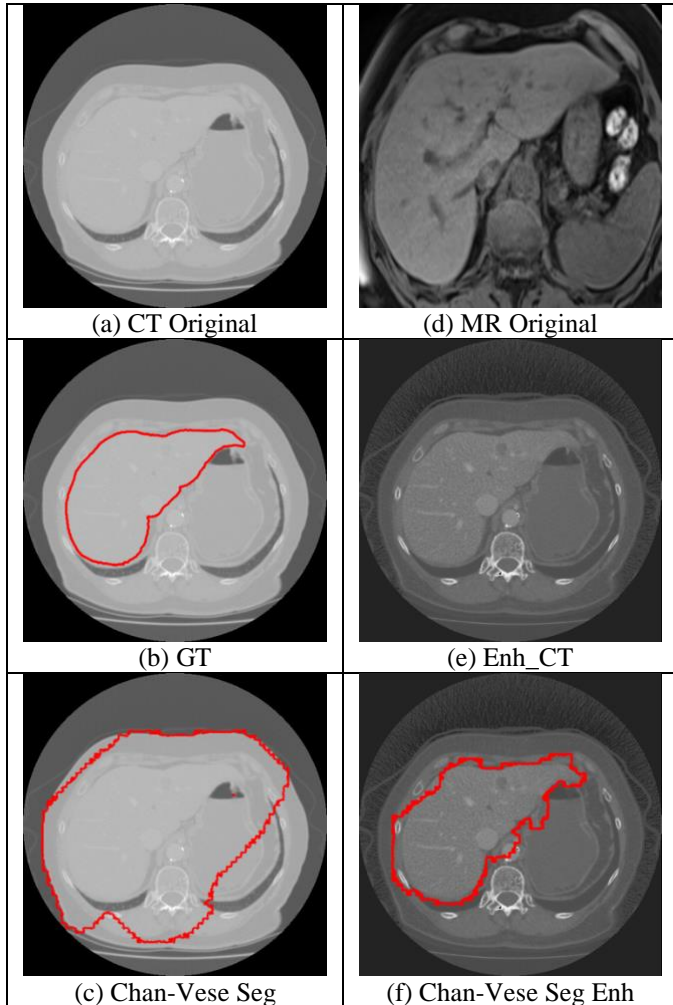 (a) CT Original
(d) MR Original
(b) GT
(e) Enh_CT
(c) Chan-Vese Seg
(f) Chan-Vese Seg Enh